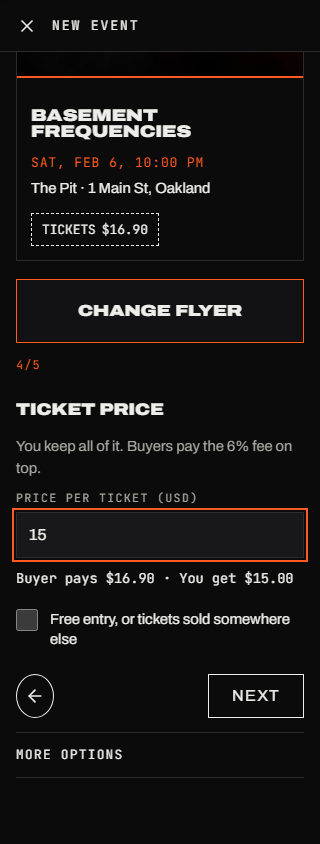 NEW EVENT
BASEMENT
FREQUENCIES
SAT, FEB 6, 10:00 PM
The Pit · 1 Main St, Oakland
TICKETS $16.90
CHANGE FLYER
4/5
TICKET PRICE
You keep all of it. Buyers pay the 6% fee on
top.
PRICE PER TICKET (USD)
15
Buyer pays $16.90 · You get $15.00
Free entry, or tickets sold somewhere
else
NEXT
MORE OPTIONS